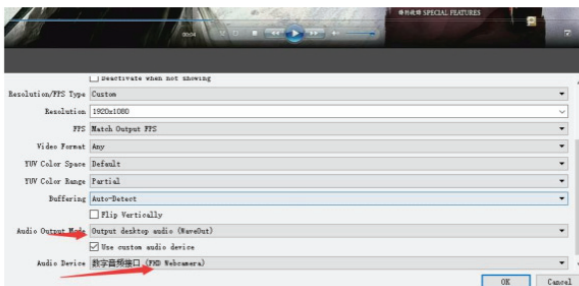 SPECIAL FEATURES
Deactivate when not showing
Resolution/FPS Type Custom
Resolution 1920x1080
FPS Match Output FPS
Video Format Any
YUV Color Space Default
YUV Color Range Partial
Buffering Auto-Detect
Flip Vertically
Audio Output Mode Output desktop audio (WaveOut)
Use custom audio device
Audio Device 数字音频接口 (FHD Webcamera)
OK Cancel